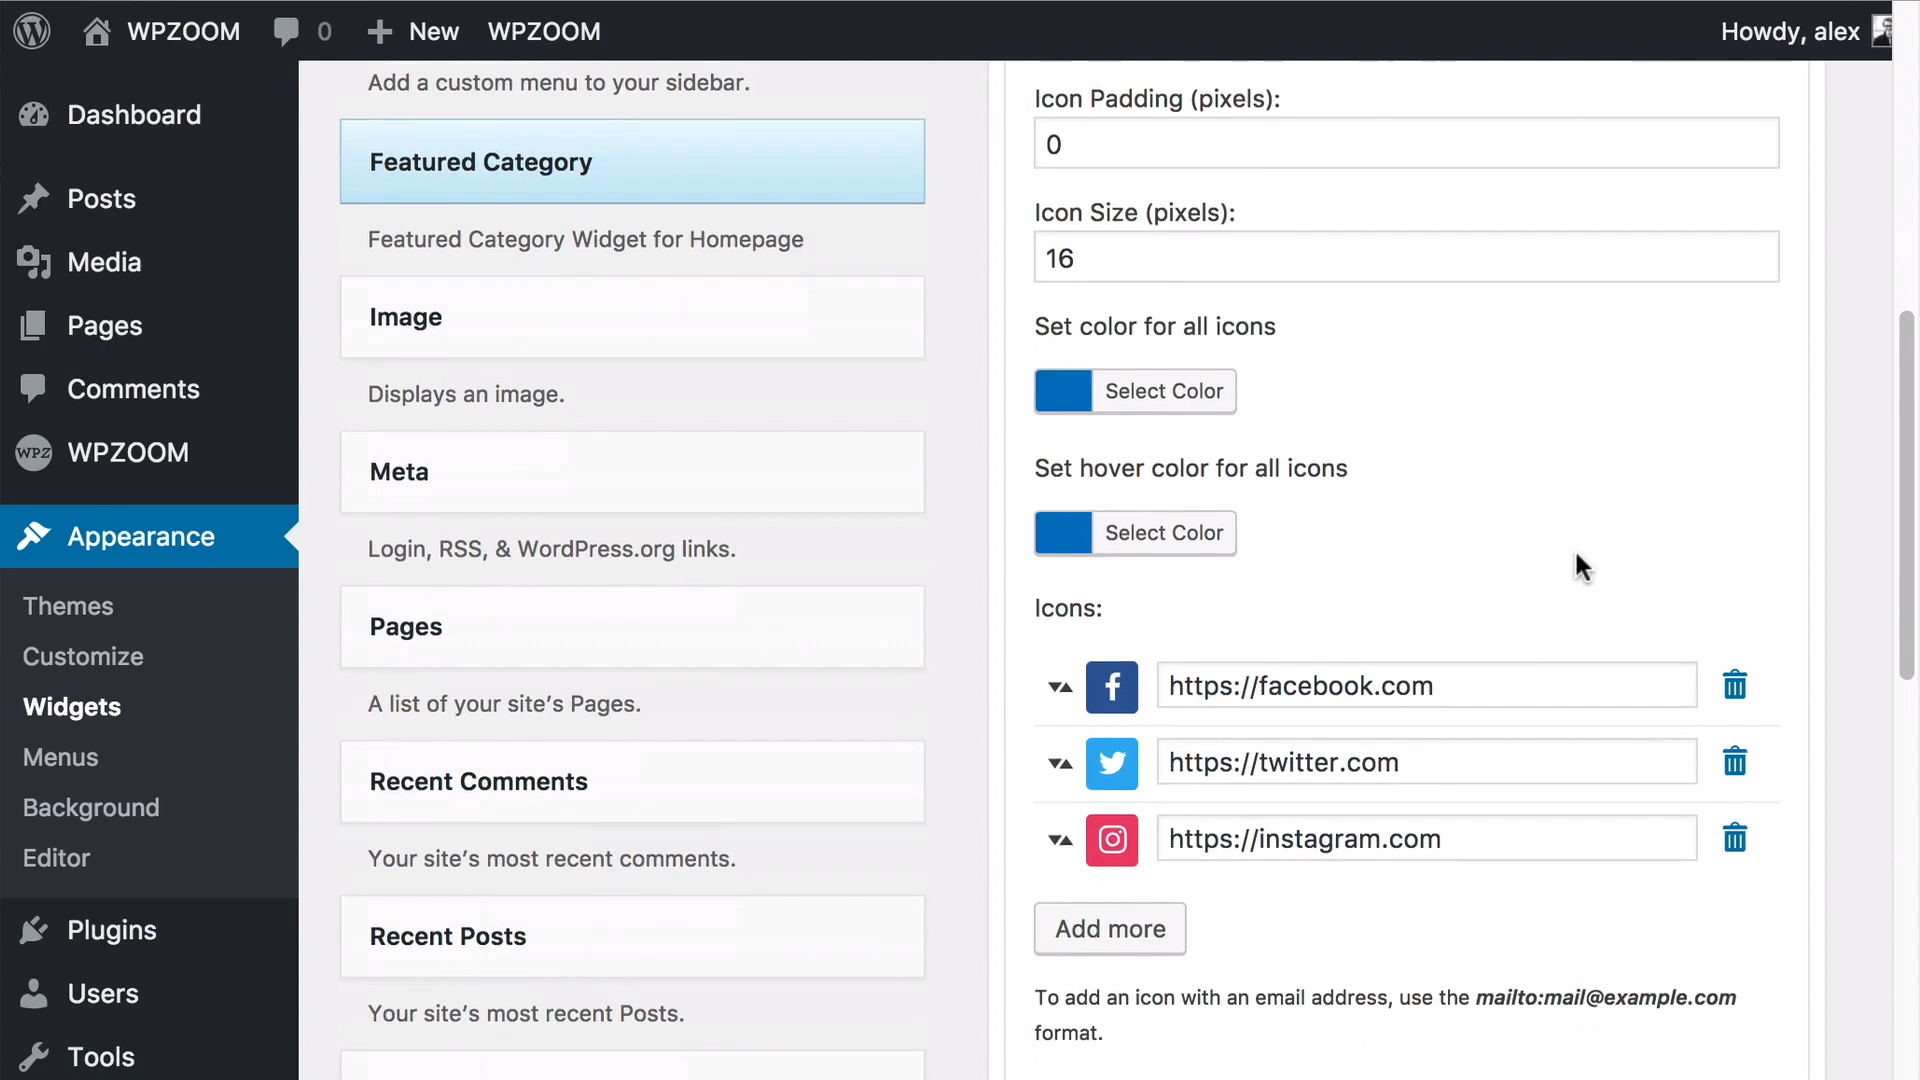 WPZOOM
0
New
WPZOOM
Howdy, alex
Dashboard
Posts
Media
Pages
Comments
WPZ
WPZOOM
Appearance
Themes
Customize
Widgets
Menus
Background
Editor
Plugins
Users
Tools
Add a custom menu to your sidebar.
Featured Category
Featured Category Widget for Homepage
Image
Displays an image.
Meta
Login, RSS, & WordPress.org links.
Pages
A list of your site’s Pages.
Recent Comments
Your site’s most recent comments.
Recent Posts
Your site’s most recent Posts.
Icon Padding (pixels):
0
Icon Size (pixels):
16
Set color for all icons
Select Color
Set hover color for all icons
Select Color
Icons:
https://facebook.com
https://twitter.com
https://instagram.com
Add more
To add an icon with an email address, use the mailto:mail@example.com
format.